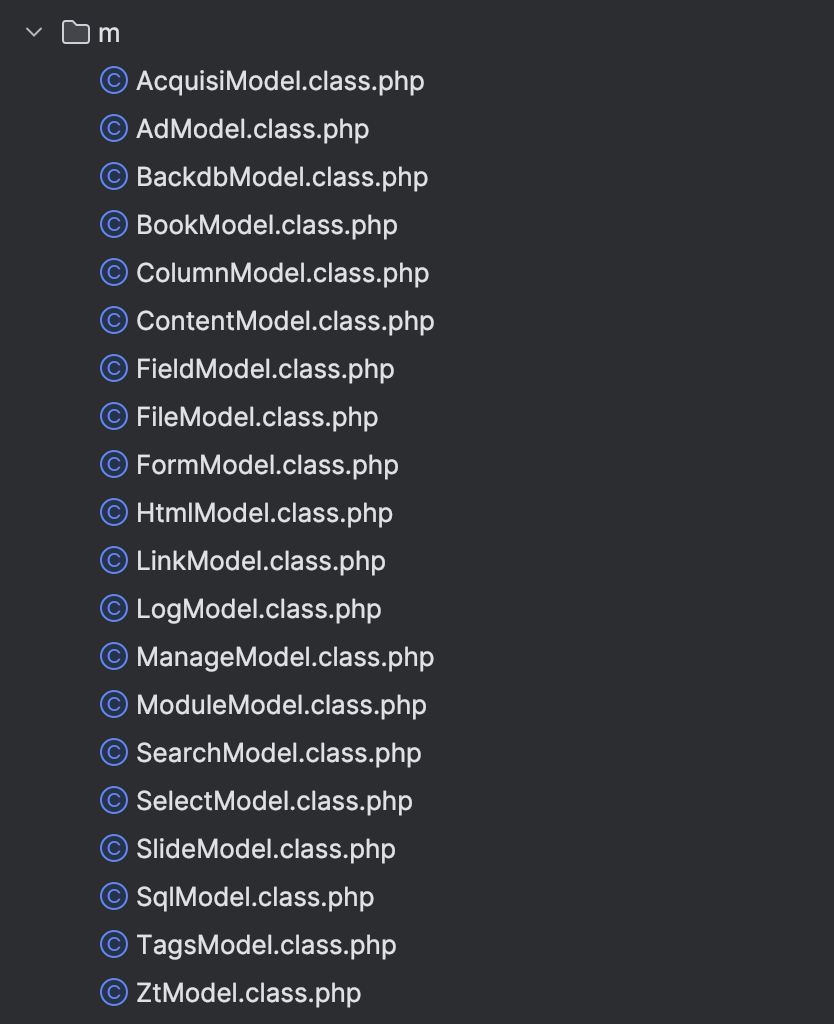 m
AcquisiModel.class.php
AdModel.class.php
BackdbModel.class.php
BookModel.class.php
ColumnModel.class.php
ContentModel.class.php
FieldModel.class.php
FileModel.class.php
FormModel.class.php
HtmlModel.class.php
LinkModel.class.php
LogModel.class.php
ManageModel.class.php
ModuleModel.class.php
SearchModel.class.php
SelectModel.class.php
SlideModel.class.php
SqlModel.class.php
TagsModel.class.php
ZtModel.class.php